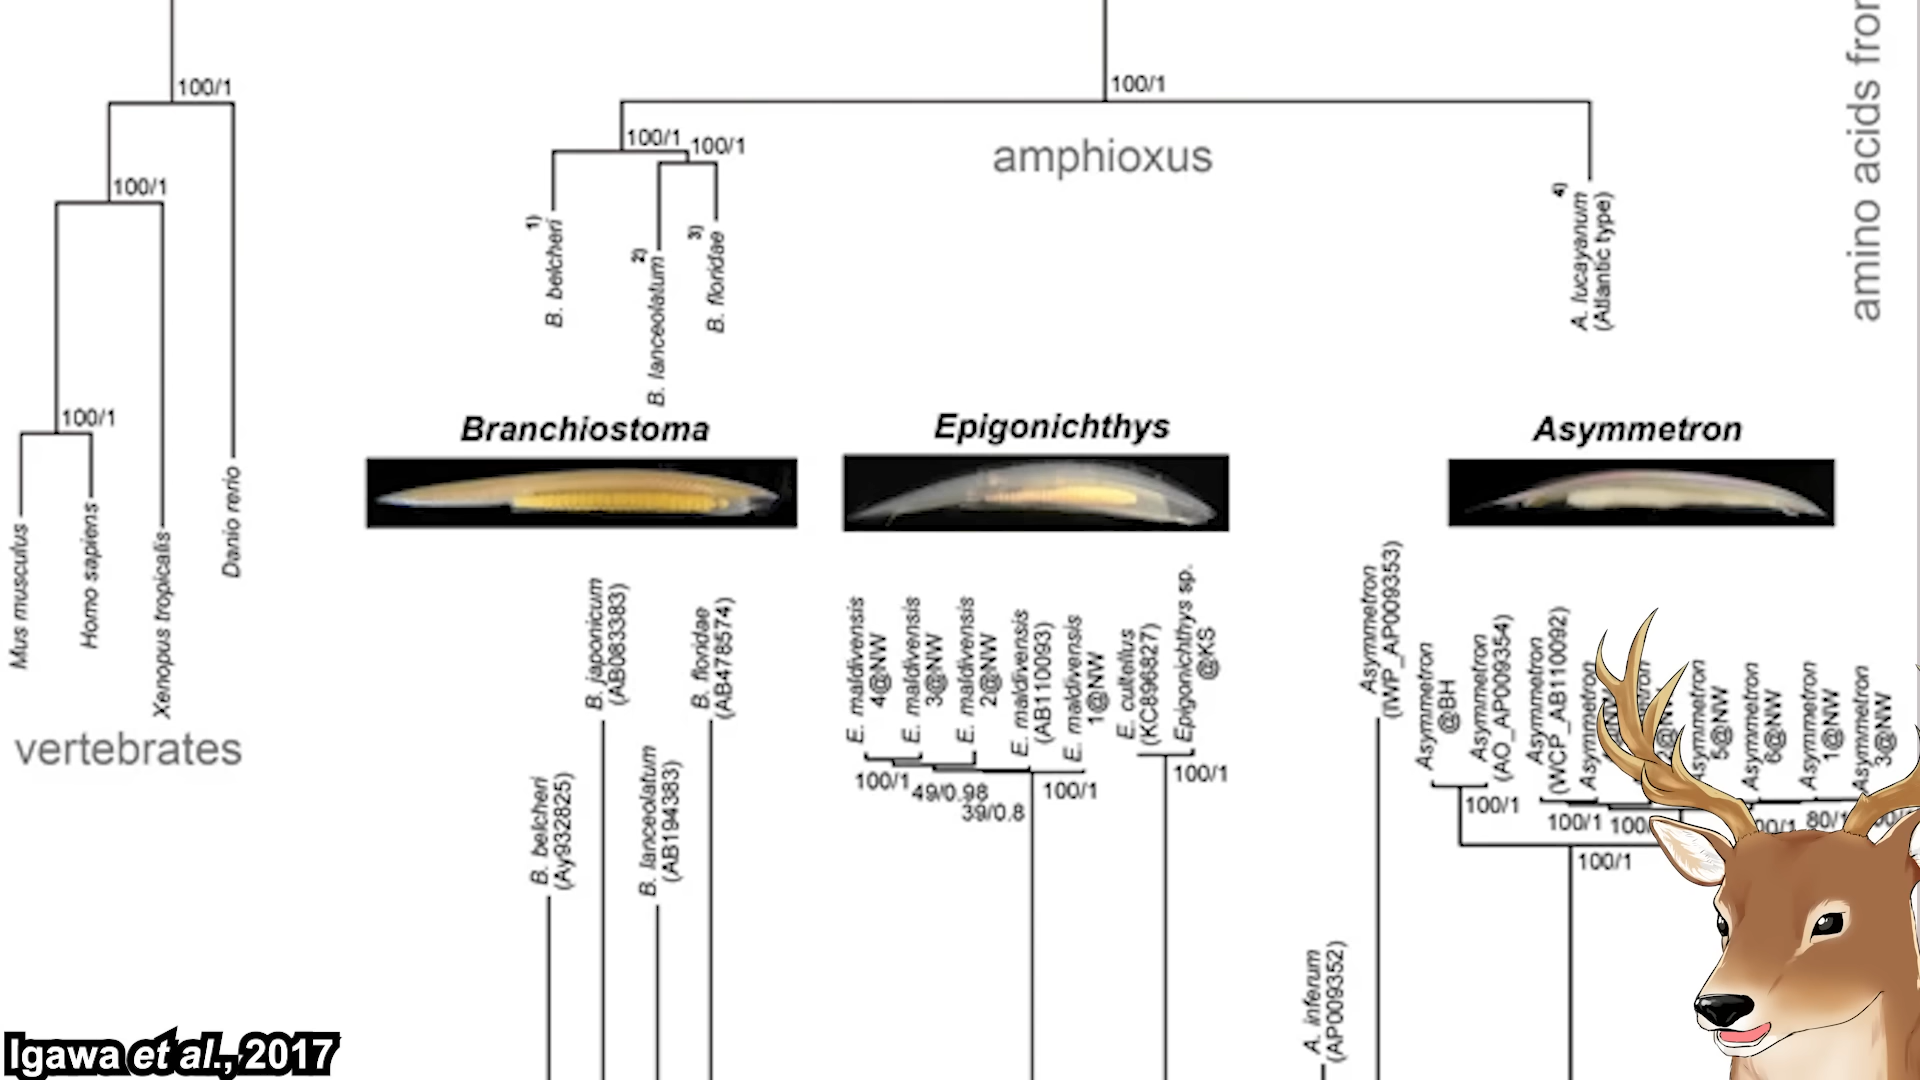 100/1
100/1
100/1
Mus musculus
Homo sapiens
Xenopus tropicalis
Danio rerio
vertebrates
100/1
100/1
100/1
amphioxus
1)
B. belcheri
2)
B. lanceolatum
3)
B. floridae
4)
A. lucayanum
(Atlantic type)
amino acids from
Branchiostoma
Epigonichthys
Asymmetron
B. belcheri
(Ay932825)
B. japonicum
(AB083383)
B. lanceolatum
(AB194383)
B. floridae
(AB478574)
E. maldivensis
4@NW
E. maldivensis
3@NW
E. maldivensis
2@NW
E. maldivensis
(AB110093)
E. maldivensis
1@NW
E. cultellus
(KC896827)
Epigonichthys sp.
@KS
100/1
49/0.98
39/0.8
100/1
100/1
A. inferum
(AP009352)
Asymmetron
(IWP_AP009353)
Asymmetron
@BH
Asymmetron
(AO_AP009354)
Asymmetron
(WCP_AB110092)
Asymmetron
Asymmetron
5@NW
Asymmetron
6@NW
Asymmetron
1@NW
Asymmetron
3@NW
100/1
100/1
100/1
Igawa et al., 2017